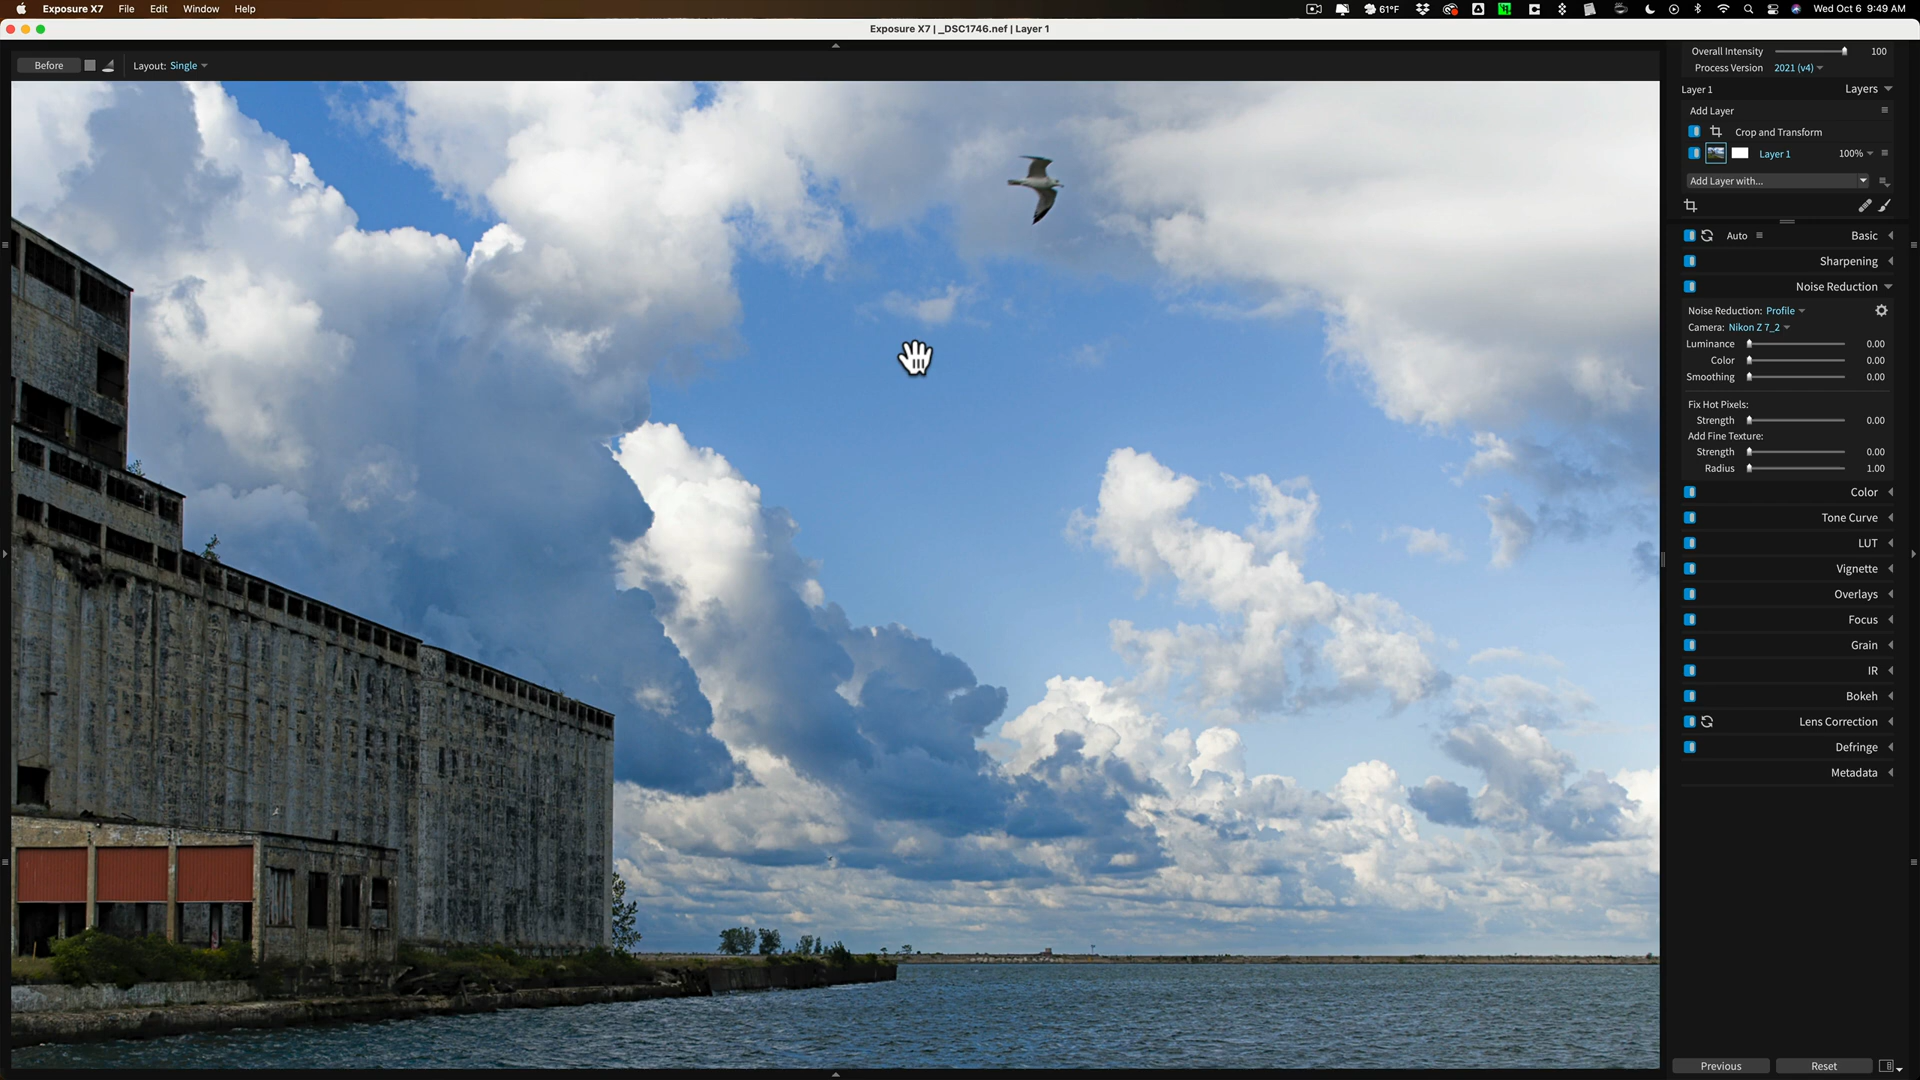 Exposure X7 File Edit Window Help 61°F Wed Oct 6 9:49 AM
Exposure X7 | _DSC1746.nef | Layer 1
Before Layout: Single
Overall Intensity 100
Process Version 2021 (v4)
Layer 1 Layers
Add Layer
Crop and Transform
Layer 1 100%
Add Layer with...
Auto Basic
Sharpening
Noise Reduction
Noise Reduction: Profile
Camera: Nikon Z 7_2
Luminance 0.00
Color 0.00
Smoothing 0.00
Fix Hot Pixels:
Strength 0.00
Add Fine Texture:
Strength 0.00
Radius 1.00
Color
Tone Curve
LUT
Vignette
Overlays
Focus
Grain
IR
Bokeh
Lens Correction
Defringe
Metadata
Previous Reset